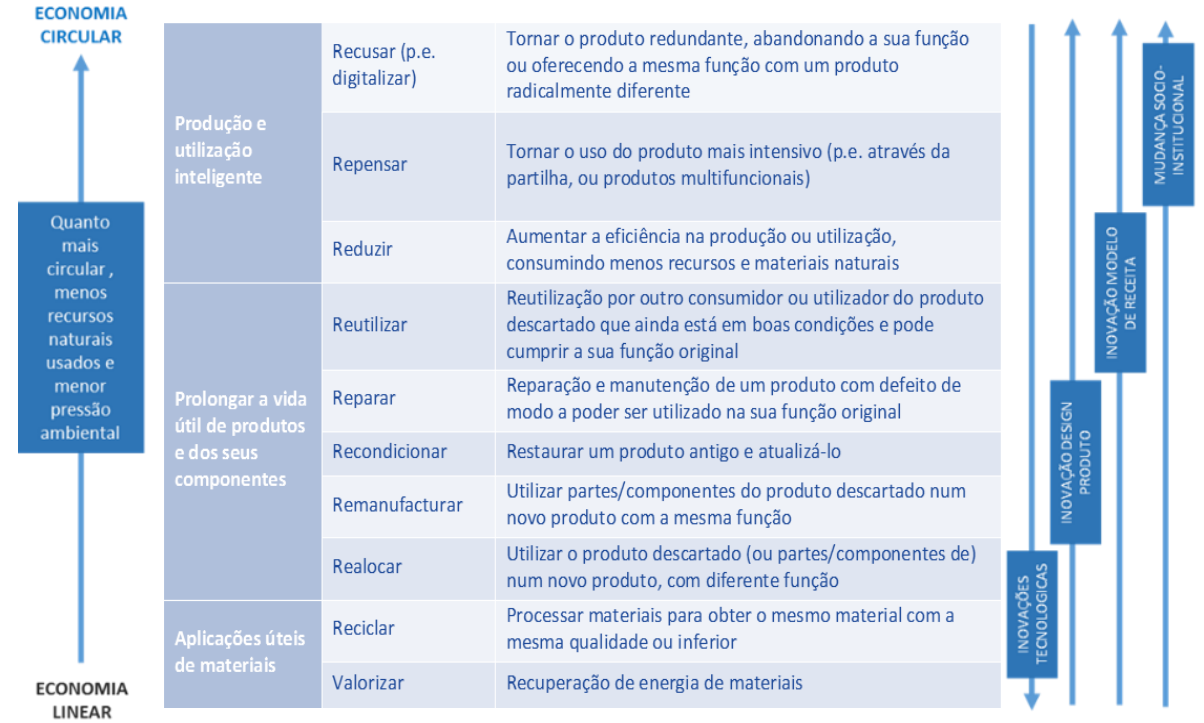 ECONOMIA
CIRCULAR
Quanto
mais
circular ,
menos
recursos
naturais
usados e
menor
pressão
ambiental
ECONOMIA
LINEAR
Produção e
utilização
inteligente
Recusar (p.e.
digitalizar)
Tornar o produto redundante, abandonando a sua função
ou oferecendo a mesma função com um produto
radicalmente diferente
Repensar
Tornar o uso do produto mais intensivo (p.e. através da
partilha, ou produtos multifuncionais)
Reduzir
Aumentar a eficiência na produção ou utilização,
consumindo menos recursos e materiais naturais
Prolongar a vida
útil de produtos
e dos seus
componentes
Reutilizar
Reutilização por outro consumidor ou utilizador do produto
descartado que ainda está em boas condições e pode
cumprir a sua função original
Reparar
Reparação e manutenção de um produto com defeito de
modo a poder ser utilizado na sua função original
Recondicionar
Restaurar um produto antigo e atualizá-lo
Remanufacturar
Utilizar partes/componentes do produto descartado num
novo produto com a mesma função
Realocar
Utilizar o produto descartado (ou partes/componentes de)
num novo produto, com diferente função
Aplicações úteis
de materiais
Reciclar
Processar materiais para obter o mesmo material com a
mesma qualidade ou inferior
Valorizar
Recuperação de energia de materiais
INOVAÇÕES
TECNOLOGICAS
INOVAÇÃO DESIGN
PRODUTO
INOVAÇÃO MODELO
DE RECEITA
MUDANÇA SOCIO-
INSTITUCIONAL